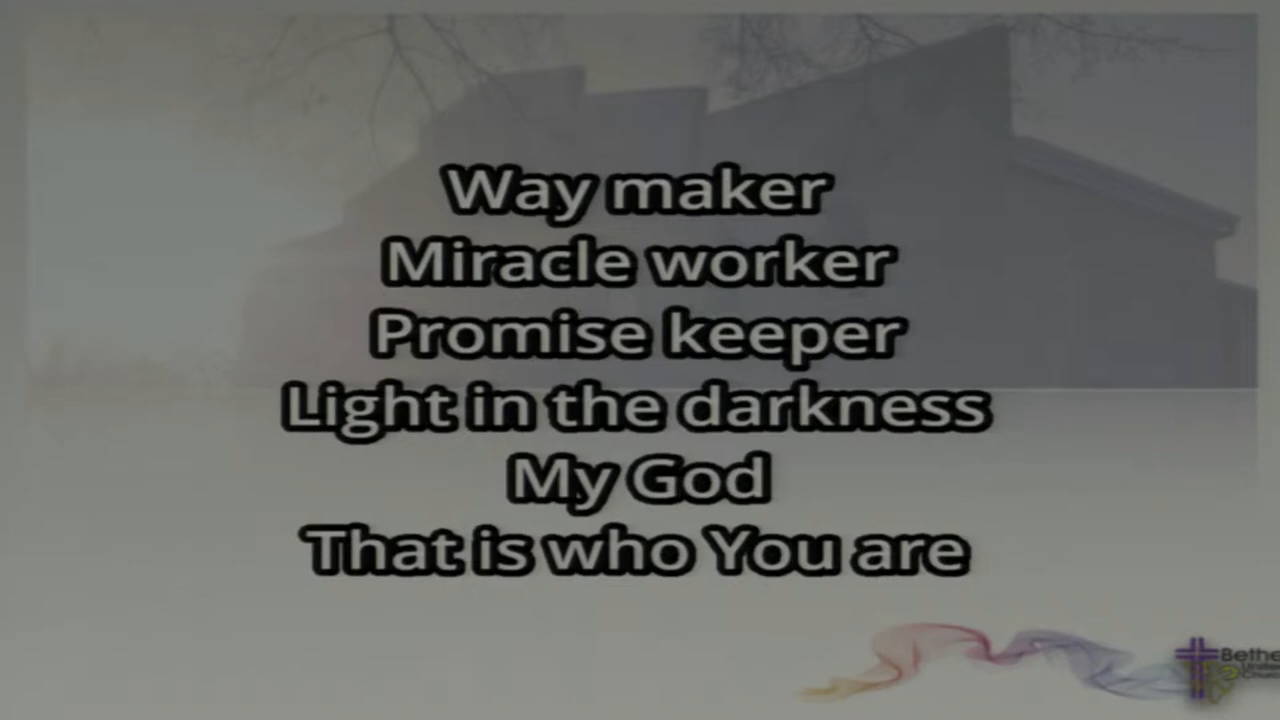 Way maker
Miracle worker
Promise keeper
Light in the darkness
My God
That is who You are